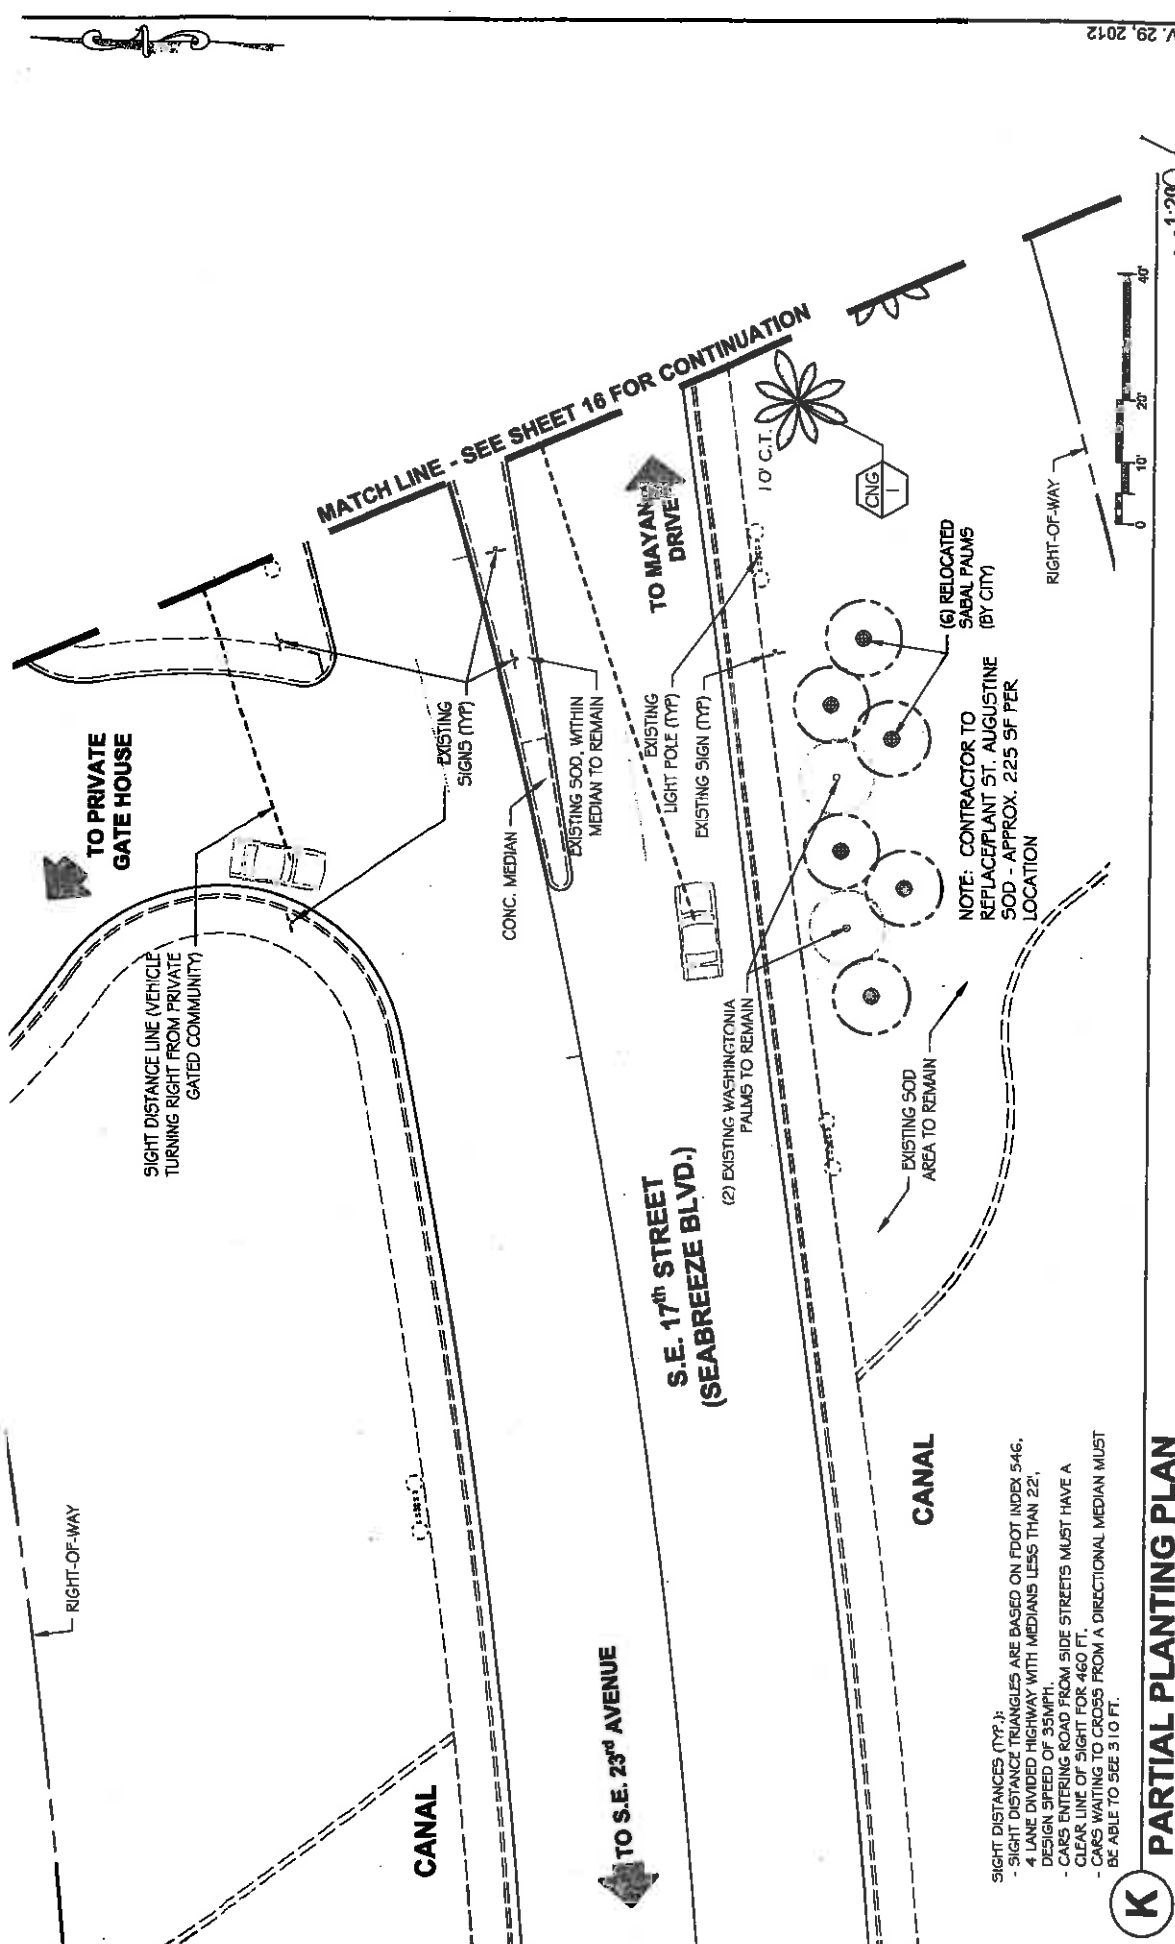 V. 29, 2012
RIGHT-OF-WAY
TO PRIVATE
GATE HOUSE
SIGHT DISTANCE LINE (VEHICLE
TURNING RIGHT FROM PRIVATE
GATED COMMUNITY)
MATCH LINE - SEE SHEET 16 FOR CONTINUATION
EXISTING
SIGNS (TYP)
CONC. MEDIAN
EXISTING SOD, WITHIN
MEDIAN TO REMAIN
TO MAYAN
DRIVE
EXISTING
LIGHT POLE (TYP)
EXISTING SIGN (TYP)
10' C.T.
CNG
1
CANAL
TO S.E. 23rd AVENUE
S.E. 17th STREET
(SEABREEZE BLVD.)
(2) EXISTING WASHINGTONIA
PALMS TO REMAIN
EXISTING SOD
AREA TO REMAIN
(6) RELOCATED
SABAL PALMS
(BY CITY)
NOTE: CONTRACTOR TO
REPLACE/PLANT ST. AUGUSTINE
SOD - APPROX. 225 SF PER
LOCATION
RIGHT-OF-WAY
CANAL
SIGHT DISTANCES (TYP.):
- SIGHT DISTANCE TRIANGLES ARE BASED ON FDOT INDEX 546,
4 LANE DIVIDED HIGHWAY WITH MEDIANS LESS THAN 22',
DESIGN SPEED OF 35MPH.
- CARS ENTERING ROAD FROM SIDE STREETS MUST HAVE A
CLEAR LINE OF SIGHT FOR 460 FT.
- CARS WAITING TO CROSS FROM A DIRECTIONAL MEDIAN MUST
BE ABLE TO SEE 310 FT.
0 10' 20' 40'
K PARTIAL PLANTING PLAN